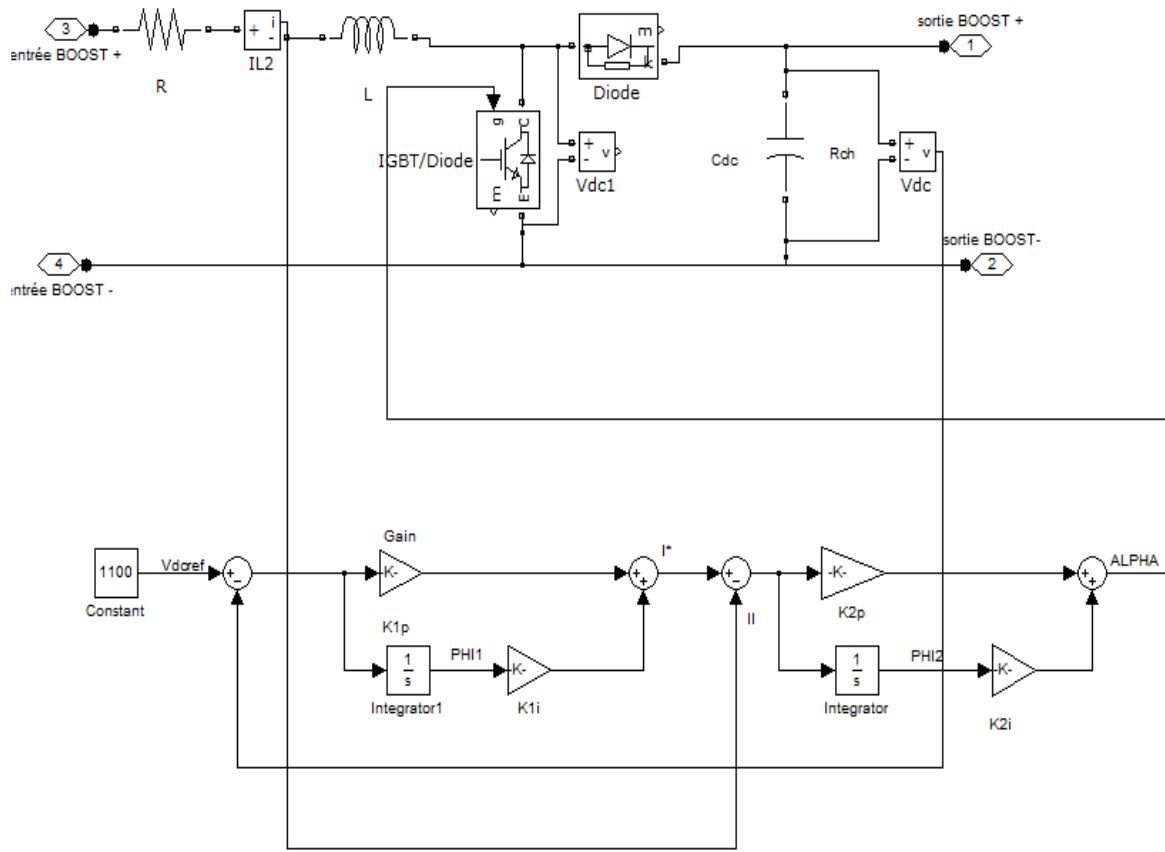 3
+
i
-
entrée BOOST +
IL2
R
L
g
C
IGBT/Diode
m
E
+
-
v
Vdc1
a
m
k
Diode
sortie BOOST +
1
Cdc
Rch
+
-
v
Vdc
4
entrée BOOST -
sortie BOOST-
2
1100
Constant
Vdcref
+
-
Gain
K-
K1p
1
s
Integrator1
PHI1
K-
K1i
+
+
I*
+
-
II
-K-
K2p
1
s
Integrator
PHI2
-K-
K2i
+
+
ALPHA